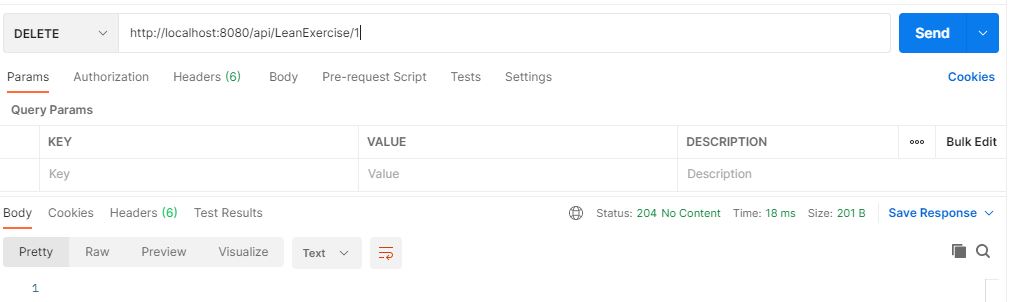 DELETE http://localhost:8080/api/LeanExercise/1 Send
Params Authorization Headers (6) Body Pre-request Script Tests Settings Cookies
Query Params
KEY VALUE DESCRIPTION ooo Bulk Edit
Key Value Description
Body Cookies Headers (6) Test Results Status: 204 No Content Time: 18 ms Size: 201 B Save Response
Pretty Raw Preview Visualize Text
1